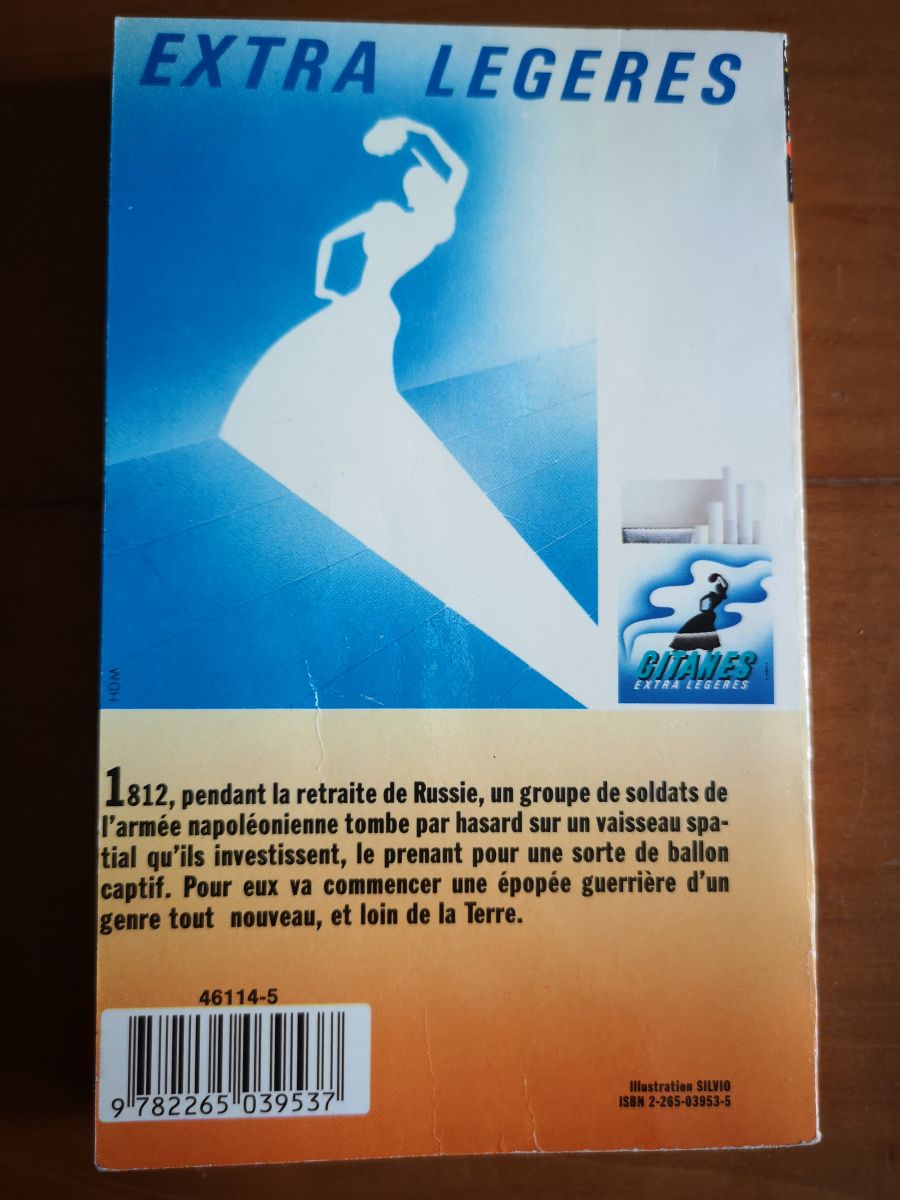 EXTRA LEGERES
GITANES
EXTRA LEGERES
HDM
1812, pendant la retraite de Russie, un groupe de soldats de
l'armée napoléonienne tombe par hasard sur un vaisseau spa-
tial qu'ils investissent, le prenant pour une sorte de ballon
captif. Pour eux va commencer une épopée guerrière d'un
genre tout nouveau, et loin de la Terre.
46114-5
9 782265 039537
Illustration SILVIO
ISBN 2-265-03953-5